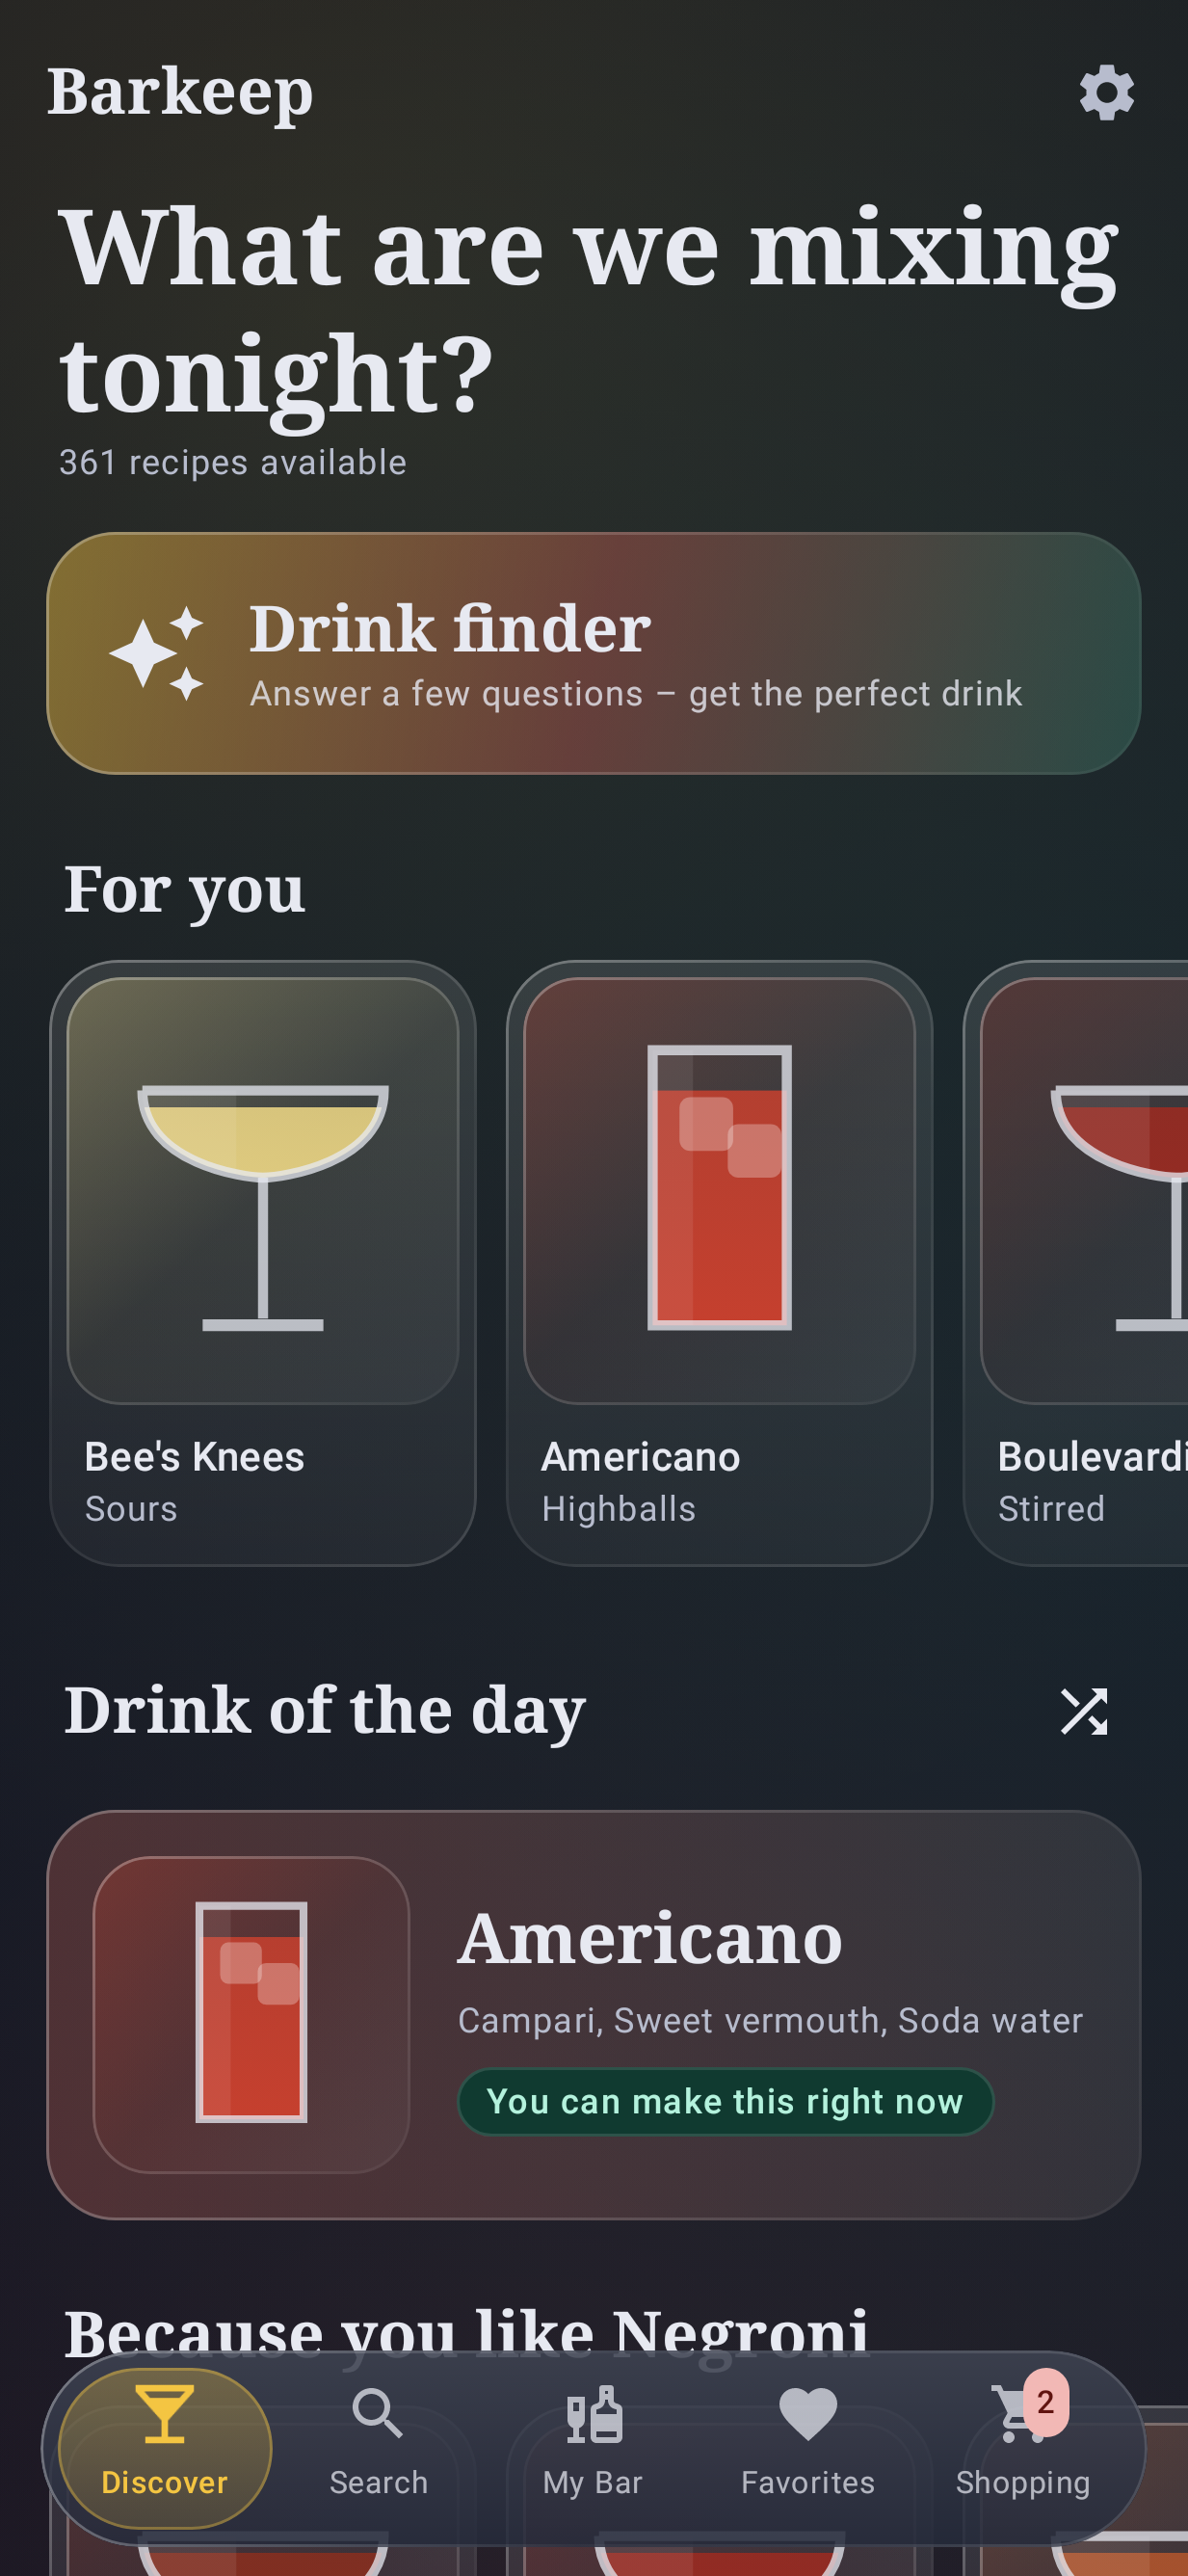 Barkeep
What are we mixing
tonight?
361 recipes available
Drink finder
Answer a few questions – get the perfect drink
For you
Bee's Knees
Sours
Americano
Highballs
Boulevardi
Stirred
Drink of the day
Americano
Campari, Sweet vermouth, Soda water
You can make this right now
Because you like Negroni
2
Discover
Search
My Bar
Favorites
Shopping